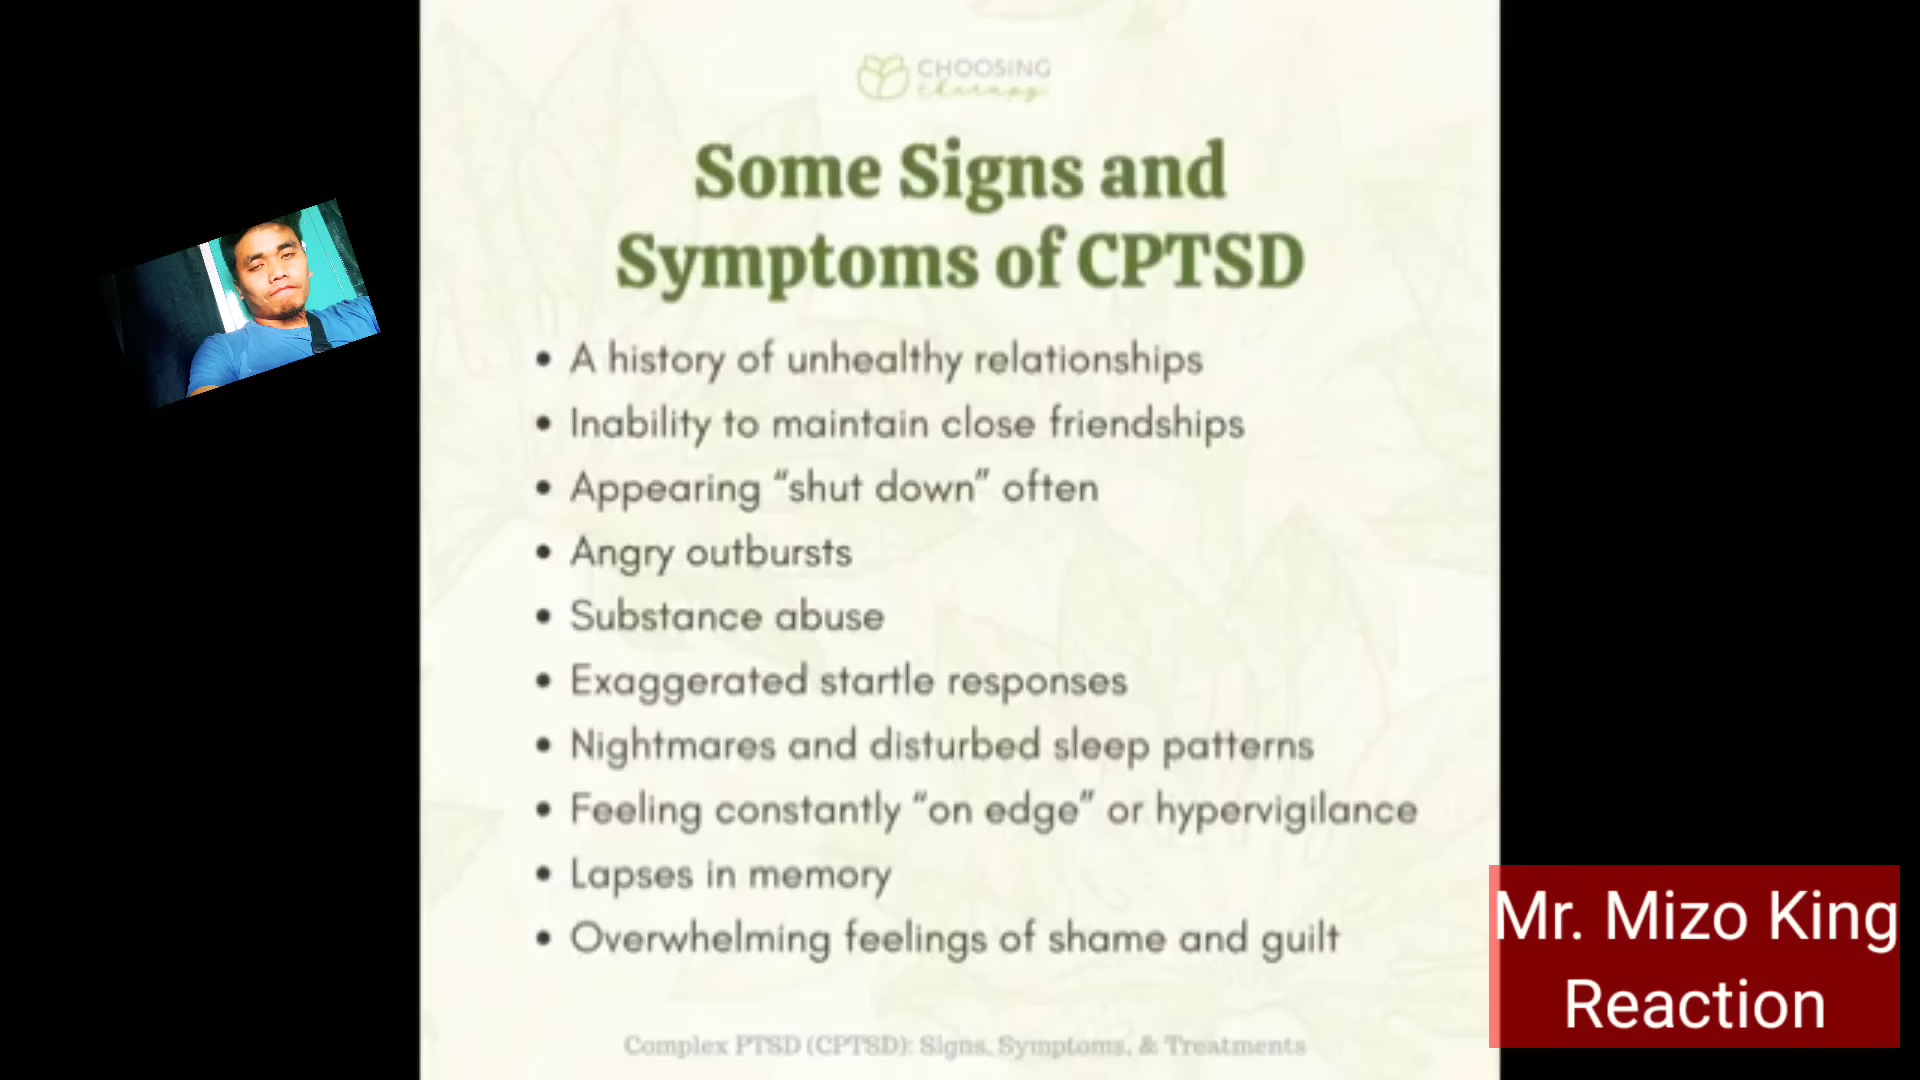 CHOOSING
therapy
Some Signs and
Symptoms of CPTSD
• A history of unhealthy relationships
• Inability to maintain close friendships
• Appearing “shut down” often
• Angry outbursts
• Substance abuse
• Exaggerated startle responses
• Nightmares and disturbed sleep patterns
• Feeling constantly “on edge” or hypervigilance
• Lapses in memory
• Overwhelming feelings of shame and guilt
Complex PTSD (CPTSD): Signs, Symptoms, & Treatments
Mr. Mizo King
Reaction